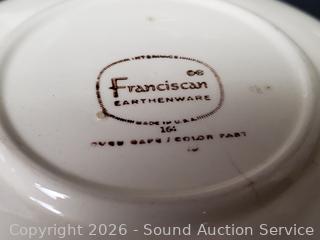 INTERPACE
Franciscan
EARTHENWARE
MADE IN U.S.A.
164
OVEN SAFE / COLOR FAST
Copyright 2026 - Sound Auction Service